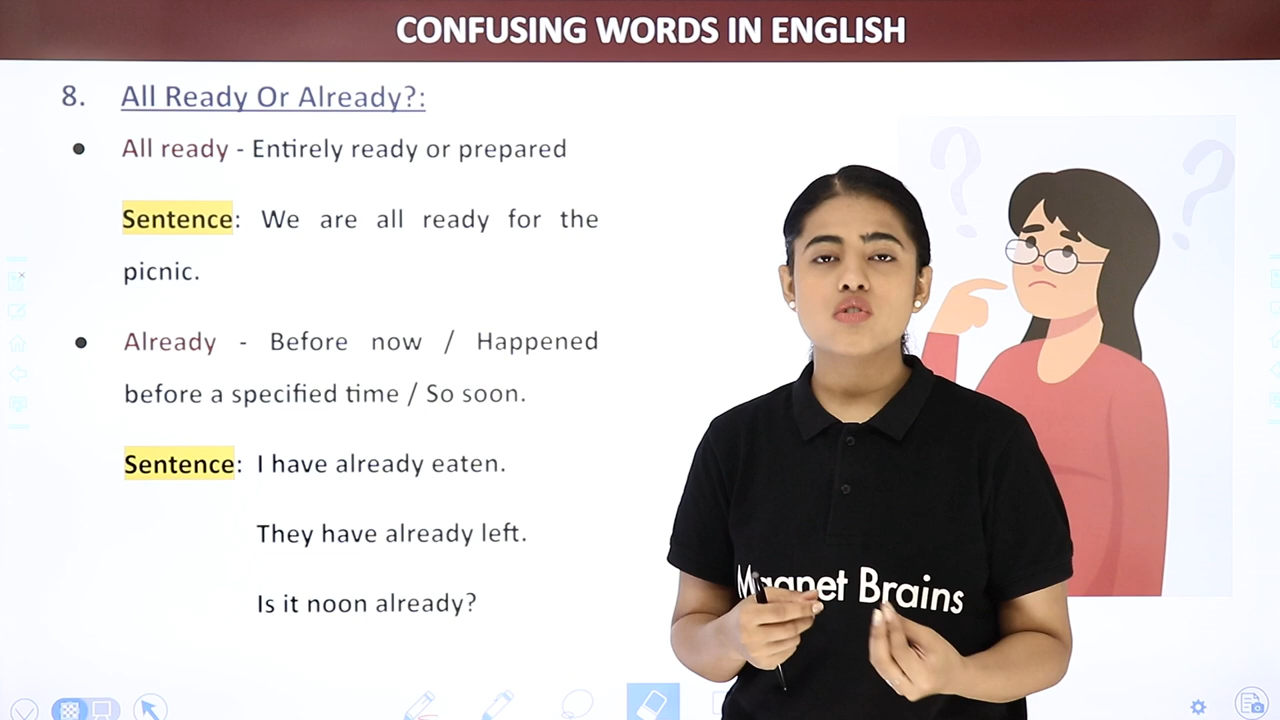 CONFUSING WORDS IN ENGLISH
8. All Ready Or Already?:
● All ready - Entirely ready or prepared
Sentence: We are all ready for the
picnic.
● Already - Before now / Happened
before a specified time / So soon.
Sentence: I have already eaten.
They have already left.
Is it noon already?
Magnet Brains